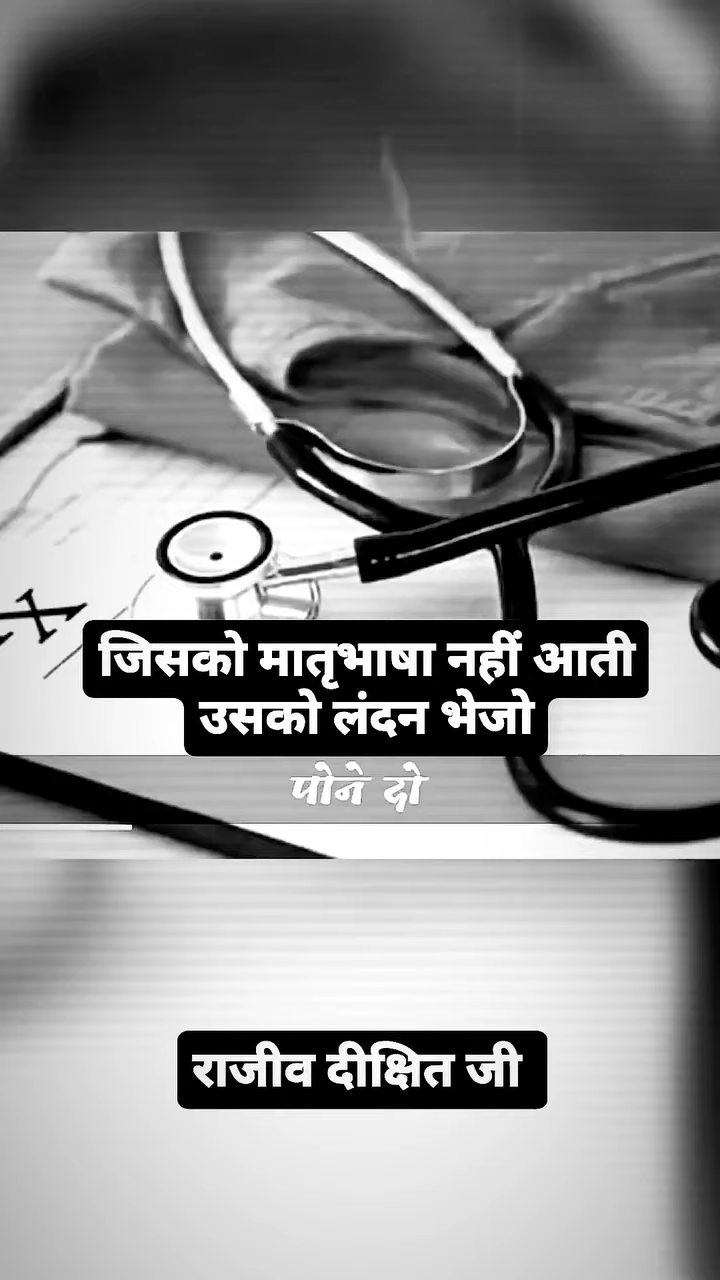 जिसको मातृभाषा नहीं आती
उसको लंदन भेजो
पोने दो
राजीव दीक्षित जी